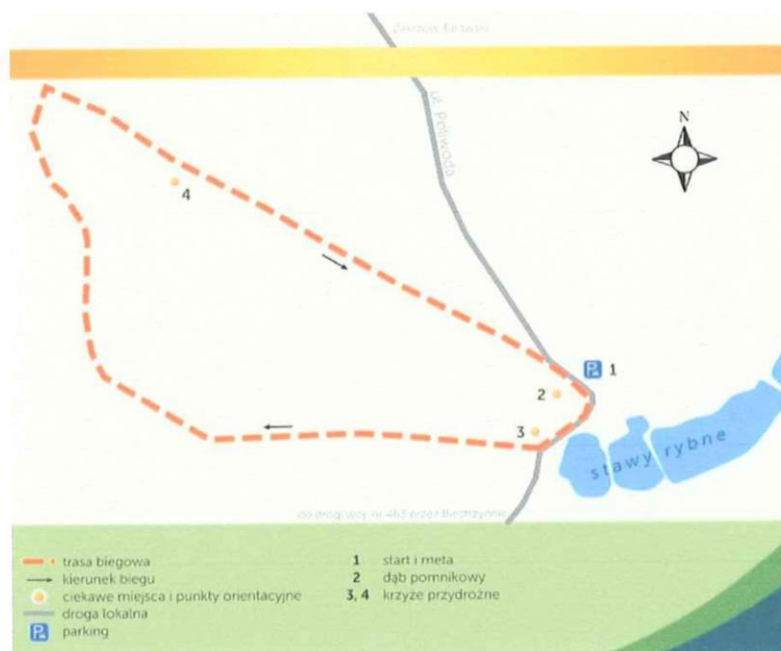 ul. Poliwoda
N
4
1
2
3
stawy rybne
trasa biegowa
kierunek biegu
ciekawe miejsca i punkty orientacyjne
droga lokalna
parking
1 start i meta
2 dąb pomnikowy
3, 4 krzyże przydrożne